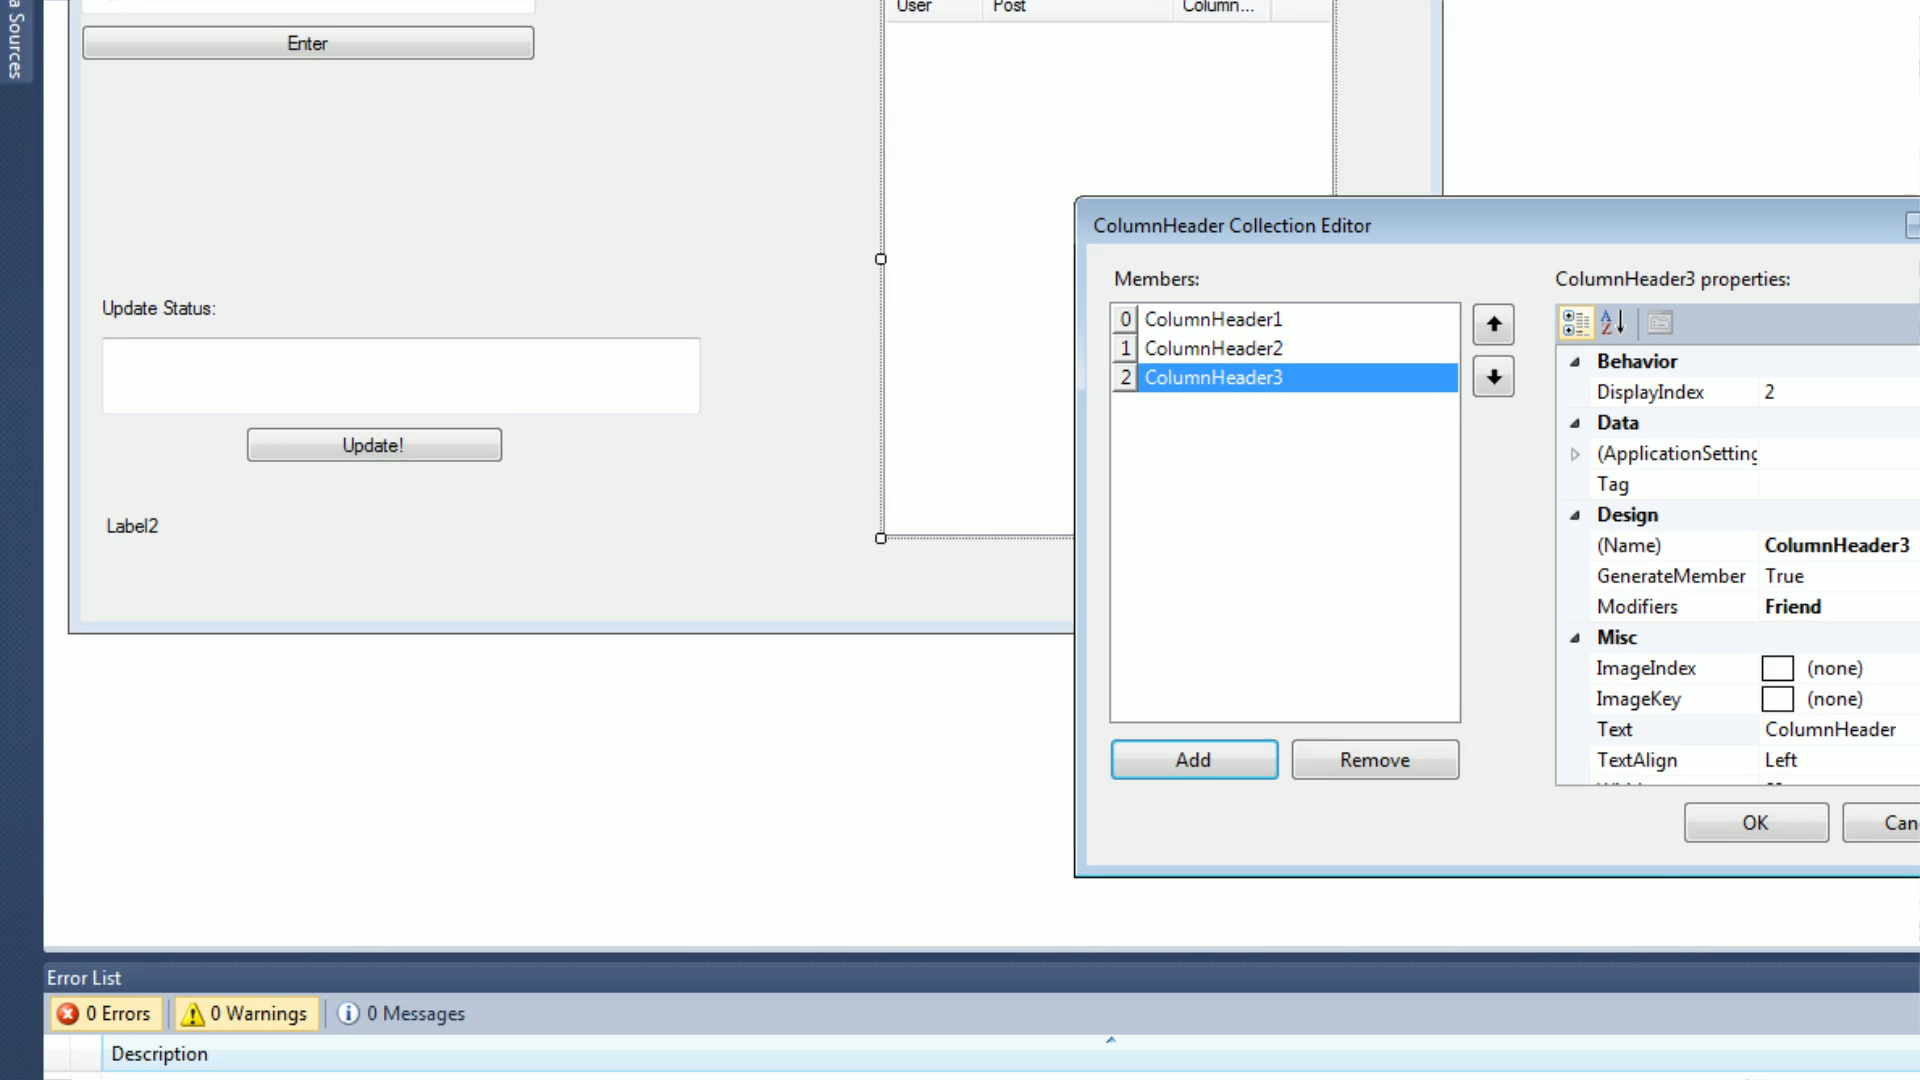 a Sources
User Post Column...
Enter
Update Status:
Update!
Label2
ColumnHeader Collection Editor
Members:
0 ColumnHeader1
1 ColumnHeader2
2 ColumnHeader3
Add Remove
ColumnHeader3 properties:
Behavior
DisplayIndex 2
Data
(ApplicationSetting
Tag
Design
(Name) ColumnHeader3
GenerateMember True
Modifiers Friend
Misc
ImageIndex (none)
ImageKey (none)
Text ColumnHeader
TextAlign Left
OK Can
Error List
0 Errors 0 Warnings 0 Messages
Description